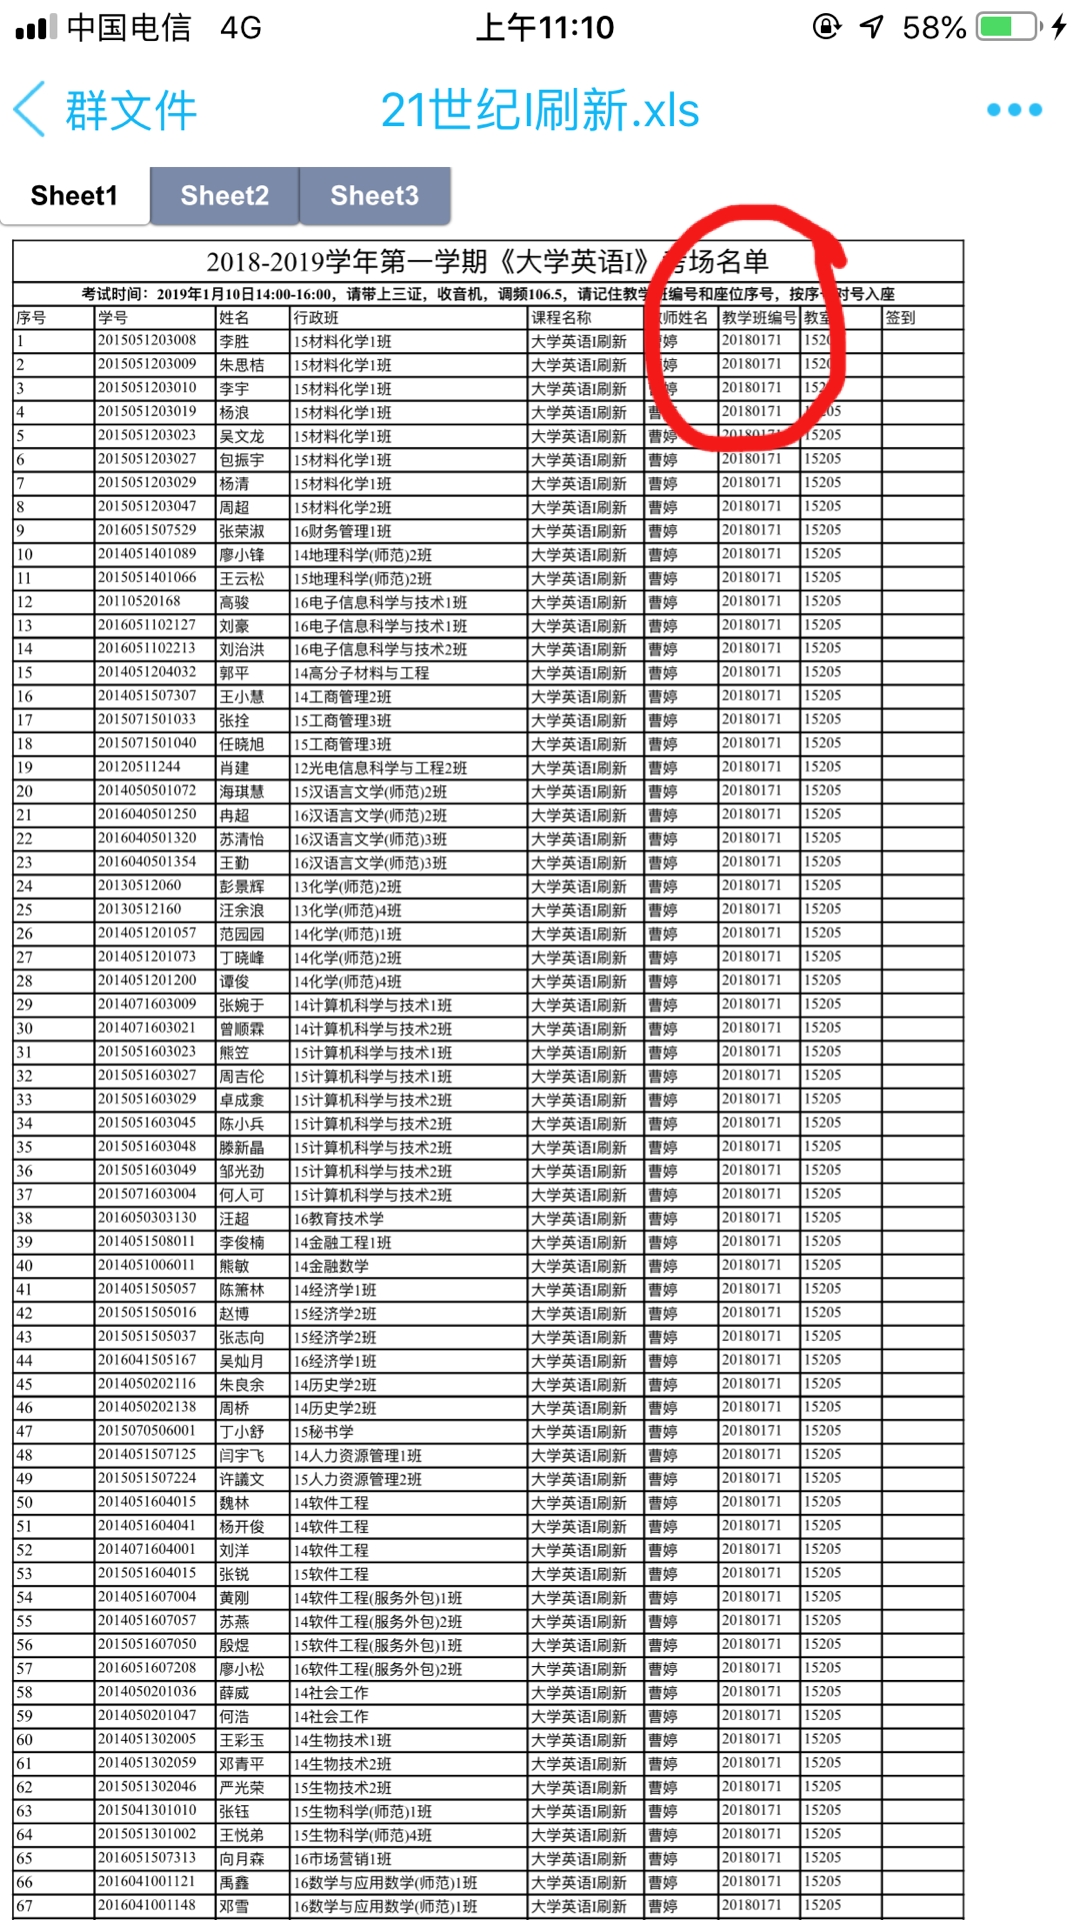 中国电信 4G 上午11:10 58%
群文件 21世纪I刷新.xls
Sheet1 Sheet2 Sheet3
2018-2019学年第一学期《大学英语I》考场名单
考试时间：2019年1月10日14:00-16:00，请带上三证，收音机，调频106.5，请记住教学班编号和座位序号，按序号对号入座
序号 学号 姓名 行政班 课程名称 教师姓名 教学班编号 教室 签到
1 2015051203008 李胜 15材料化学1班 大学英语I刷新 曹婷 20180171 15205
2 2015051203009 朱思桔 15材料化学1班 大学英语I刷新 曹婷 20180171 15205
3 2015051203010 李宇 15材料化学1班 大学英语I刷新 曹婷 20180171 15205
4 2015051203019 杨浪 15材料化学1班 大学英语I刷新 曹婷 20180171 15205
5 2015051203023 吴文龙 15材料化学1班 大学英语I刷新 曹婷 20180171 15205
6 2015051203027 包振宇 15材料化学1班 大学英语I刷新 曹婷 20180171 15205
7 2015051203029 杨清 15材料化学1班 大学英语I刷新 曹婷 20180171 15205
8 2015051203047 周超 15材料化学2班 大学英语I刷新 曹婷 20180171 15205
9 2016051507529 张荣淑 16财务管理1班 大学英语I刷新 曹婷 20180171 15205
10 2014051401089 廖小锋 14地理科学(师范)2班 大学英语I刷新 曹婷 20180171 15205
11 2015051401066 王云松 15地理科学(师范)2班 大学英语I刷新 曹婷 20180171 15205
12 20110520168 高骏 16电子信息科学与技术1班 大学英语I刷新 曹婷 20180171 15205
13 2016051102127 刘豪 16电子信息科学与技术1班 大学英语I刷新 曹婷 20180171 15205
14 2016051102213 刘治洪 16电子信息科学与技术2班 大学英语I刷新 曹婷 20180171 15205
15 2014051204032 郭平 14高分子材料与工程 大学英语I刷新 曹婷 20180171 15205
16 2014051507307 王小慧 14工商管理2班 大学英语I刷新 曹婷 20180171 15205
17 2015071501033 张拴 15工商管理3班 大学英语I刷新 曹婷 20180171 15205
18 2015071501040 任晓旭 15工商管理3班 大学英语I刷新 曹婷 20180171 15205
19 20120511244 肖建 12光电信息科学与工程2班 大学英语I刷新 曹婷 20180171 15205
20 2014050501072 海琪慧 15汉语言文学(师范)2班 大学英语I刷新 曹婷 20180171 15205
21 2016040501250 冉超 16汉语言文学(师范)2班 大学英语I刷新 曹婷 20180171 15205
22 2016040501320 苏清怡 16汉语言文学(师范)3班 大学英语I刷新 曹婷 20180171 15205
23 2016040501354 王勤 16汉语言文学(师范)3班 大学英语I刷新 曹婷 20180171 15205
24 20130512060 彭景辉 13化学(师范)2班 大学英语I刷新 曹婷 20180171 15205
25 20130512160 汪余浪 13化学(师范)4班 大学英语I刷新 曹婷 20180171 15205
26 2014051201057 范园园 14化学(师范)1班 大学英语I刷新 曹婷 20180171 15205
27 2014051201073 丁晓峰 14化学(师范)2班 大学英语I刷新 曹婷 20180171 15205
28 2014051201200 谭俊 14化学(师范)4班 大学英语I刷新 曹婷 20180171 15205
29 2014071603009 张婉于 14计算机科学与技术1班 大学英语I刷新 曹婷 20180171 15205
30 2014071603021 曾顺霖 14计算机科学与技术2班 大学英语I刷新 曹婷 20180171 15205
31 2015051603023 熊笠 15计算机科学与技术1班 大学英语I刷新 曹婷 20180171 15205
32 2015051603027 周吉伦 15计算机科学与技术1班 大学英语I刷新 曹婷 20180171 15205
33 2015051603029 卓成鮝 15计算机科学与技术2班 大学英语I刷新 曹婷 20180171 15205
34 2015051603045 陈小兵 15计算机科学与技术2班 大学英语I刷新 曹婷 20180171 15205
35 2015051603048 滕新晶 15计算机科学与技术2班 大学英语I刷新 曹婷 20180171 15205
36 2015051603049 邹光劲 15计算机科学与技术2班 大学英语I刷新 曹婷 20180171 15205
37 2015071603004 何人可 15计算机科学与技术2班 大学英语I刷新 曹婷 20180171 15205
38 2016050303130 汪超 16教育技术学 大学英语I刷新 曹婷 20180171 15205
39 2014051508011 李俊楠 14金融工程1班 大学英语I刷新 曹婷 20180171 15205
40 2014051006011 熊敏 14金融数学 大学英语I刷新 曹婷 20180171 15205
41 2014051505057 陈箫林 14经济学1班 大学英语I刷新 曹婷 20180171 15205
42 2015051505016 赵博 15经济学2班 大学英语I刷新 曹婷 20180171 15205
43 2015051505037 张志向 15经济学2班 大学英语I刷新 曹婷 20180171 15205
44 2016041505167 吴灿月 16经济学1班 大学英语I刷新 曹婷 20180171 15205
45 2014050202116 朱良余 14历史学2班 大学英语I刷新 曹婷 20180171 15205
46 2014050202138 周桥 14历史学2班 大学英语I刷新 曹婷 20180171 15205
47 2015070506001 丁小舒 15秘书学 大学英语I刷新 曹婷 20180171 15205
48 2014051507125 闫宇飞 14人力资源管理1班 大学英语I刷新 曹婷 20180171 15205
49 2015051507224 许議文 15人力资源管理2班 大学英语I刷新 曹婷 20180171 15205
50 2014051604015 魏林 14软件工程 大学英语I刷新 曹婷 20180171 15205
51 2014051604041 杨开俊 14软件工程 大学英语I刷新 曹婷 20180171 15205
52 2014071604001 刘洋 14软件工程 大学英语I刷新 曹婷 20180171 15205
53 2015051604015 张锐 15软件工程 大学英语I刷新 曹婷 20180171 15205
54 2014051607004 黄刚 14软件工程(服务外包)1班 大学英语I刷新 曹婷 20180171 15205
55 2014051607057 苏燕 14软件工程(服务外包)2班 大学英语I刷新 曹婷 20180171 15205
56 2015051607050 殷煜 15软件工程(服务外包)1班 大学英语I刷新 曹婷 20180171 15205
57 2016051607208 廖小松 16软件工程(服务外包)2班 大学英语I刷新 曹婷 20180171 15205
58 2014050201036 薛威 14社会工作 大学英语I刷新 曹婷 20180171 15205
59 2014050201047 何浩 14社会工作 大学英语I刷新 曹婷 20180171 15205
60 2014051302005 王彩玉 14生物技术1班 大学英语I刷新 曹婷 20180171 15205
61 2014051302059 邓青平 14生物技术2班 大学英语I刷新 曹婷 20180171 15205
62 2015051302046 严光荣 15生物技术2班 大学英语I刷新 曹婷 20180171 15205
63 2015041301010 张钰 15生物科学(师范)1班 大学英语I刷新 曹婷 20180171 15205
64 2015051301002 王悦弟 15生物科学(师范)4班 大学英语I刷新 曹婷 20180171 15205
65 2016051507313 向月森 16市场营销1班 大学英语I刷新 曹婷 20180171 15205
66 2016041001121 禹鑫 16数学与应用数学(师范)1班 大学英语I刷新 曹婷 20180171 15205
67 2016041001148 邓雪 16数学与应用数学(师范)1班 大学英语I刷新 曹婷 20180171 15205